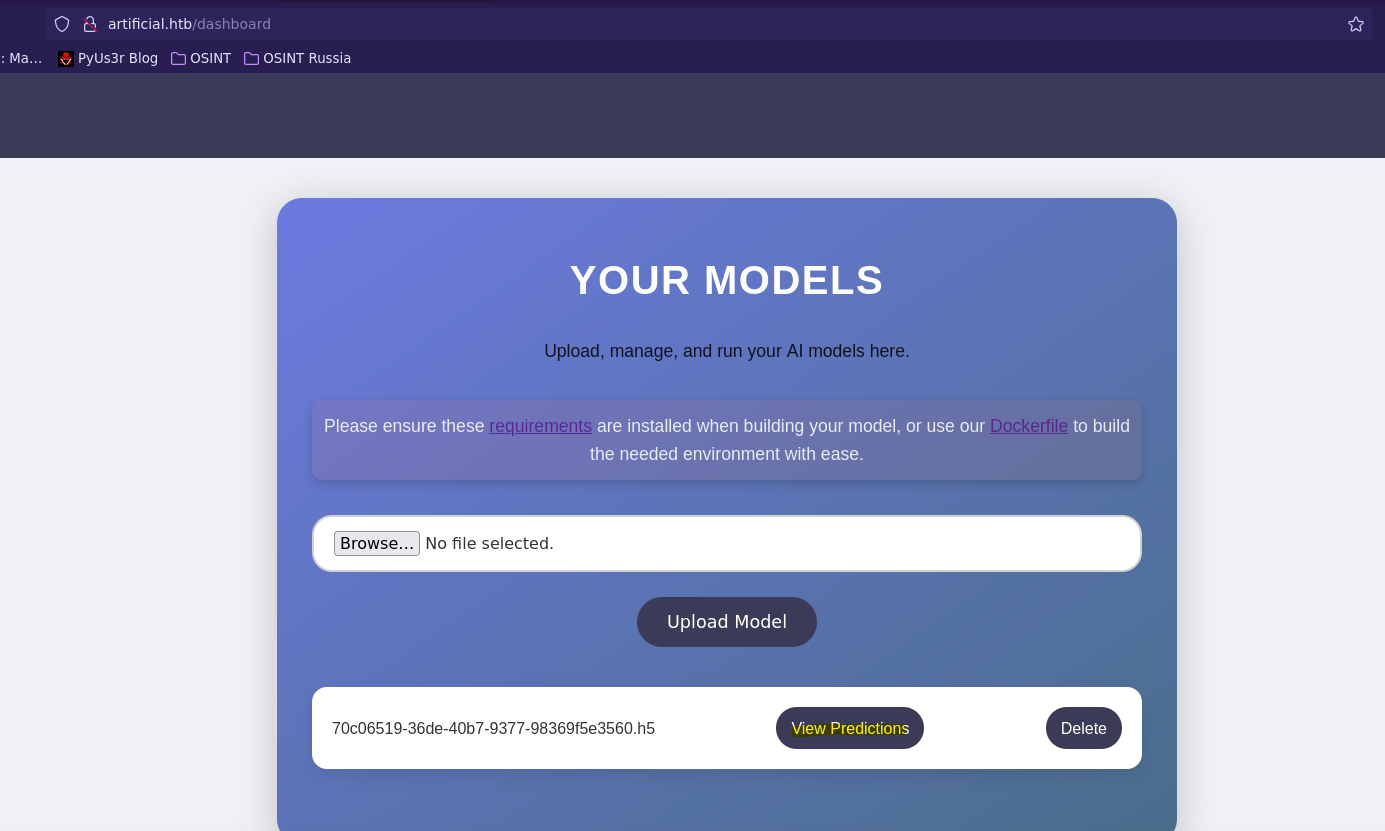 artificial.htb/dashboard
: Ma… PyUs3r Blog OSINT OSINT Russia
YOUR MODELS
Upload, manage, and run your AI models here.
Please ensure these requirements are installed when building your model, or use our Dockerfile to build
the needed environment with ease.
Browse… No file selected.
Upload Model
70c06519-36de-40b7-9377-98369f5e3560.h5 View Predictions Delete